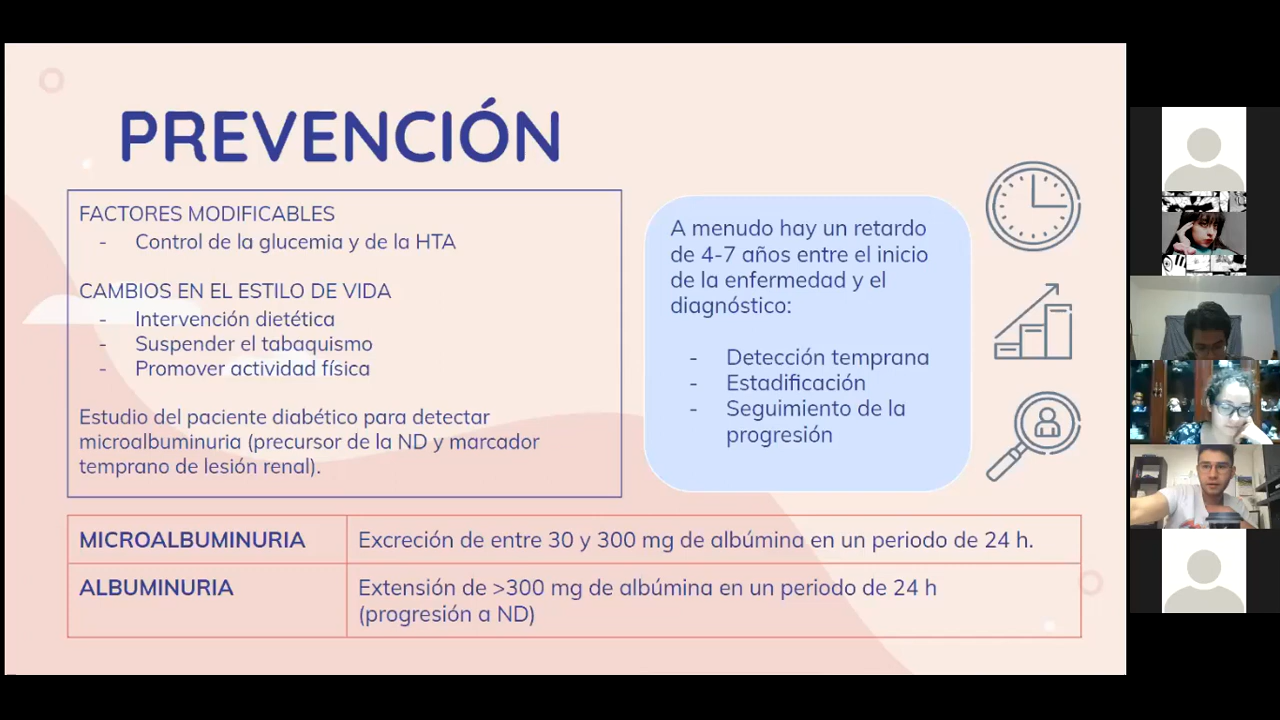 PREVENCIÓN
FACTORES MODIFICABLES
- Control de la glucemia y de la HTA
CAMBIOS EN EL ESTILO DE VIDA
- Intervención dietética
- Suspender el tabaquismo
- Promover actividad física
Estudio del paciente diabético para detectar
microalbuminuria (precursor de la ND y marcador
temprano de lesión renal).
A menudo hay un retardo
de 4-7 años entre el inicio
de la enfermedad y el
diagnóstico:
- Detección temprana
- Estadificación
- Seguimiento de la
progresión
MICROALBUMINURIA Excreción de entre 30 y 300 mg de albúmina en un periodo de 24 h.
ALBUMINURIA Extensión de >300 mg de albúmina en un periodo de 24 h
(progresión a ND)